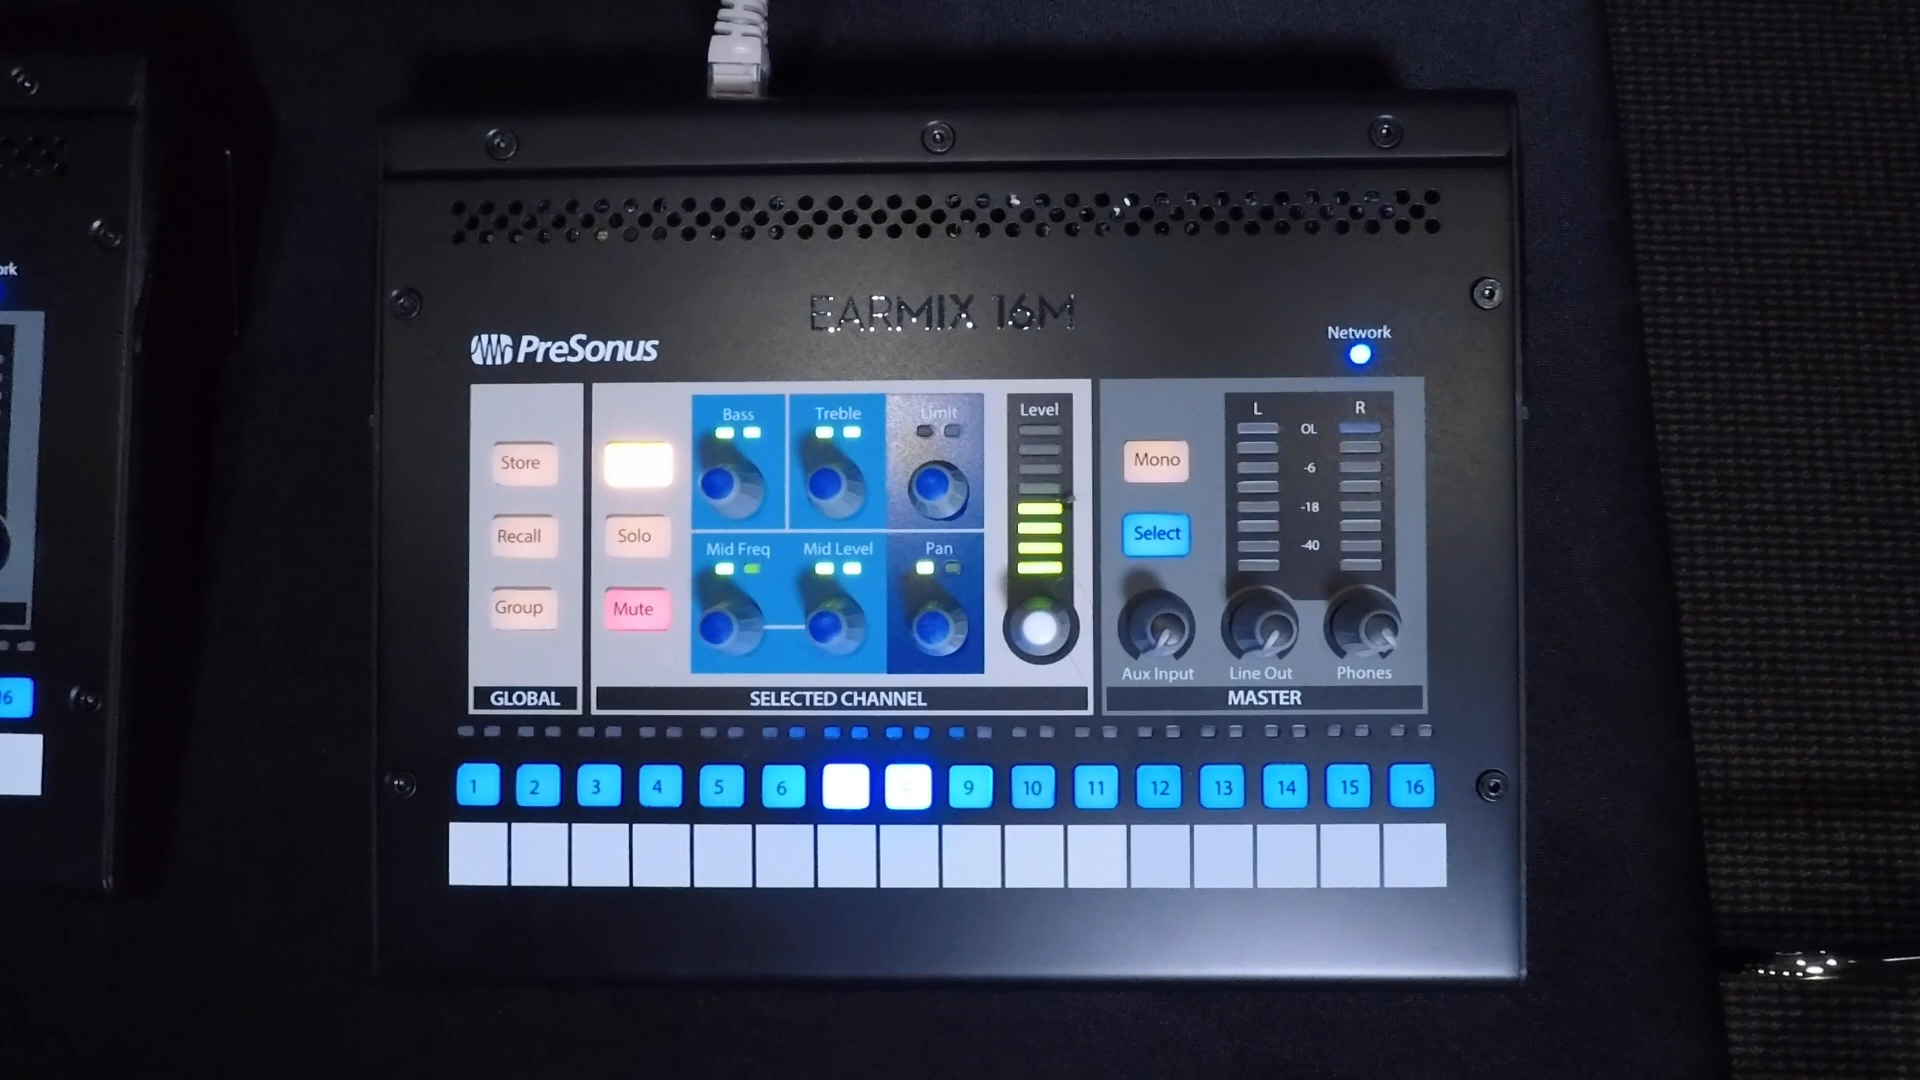 EARMIX 16M
PreSonus
Network
ork
Bass Treble Limit Level
L R
OL
Store Mono -6
-18
Recall Solo Select
-40
Mid Freq Mid Level Pan
Group Mute
Aux Input Line Out Phones
GLOBAL SELECTED CHANNEL MASTER
16
1 2 3 4 5 6 9 10 11 12 13 14 15 16